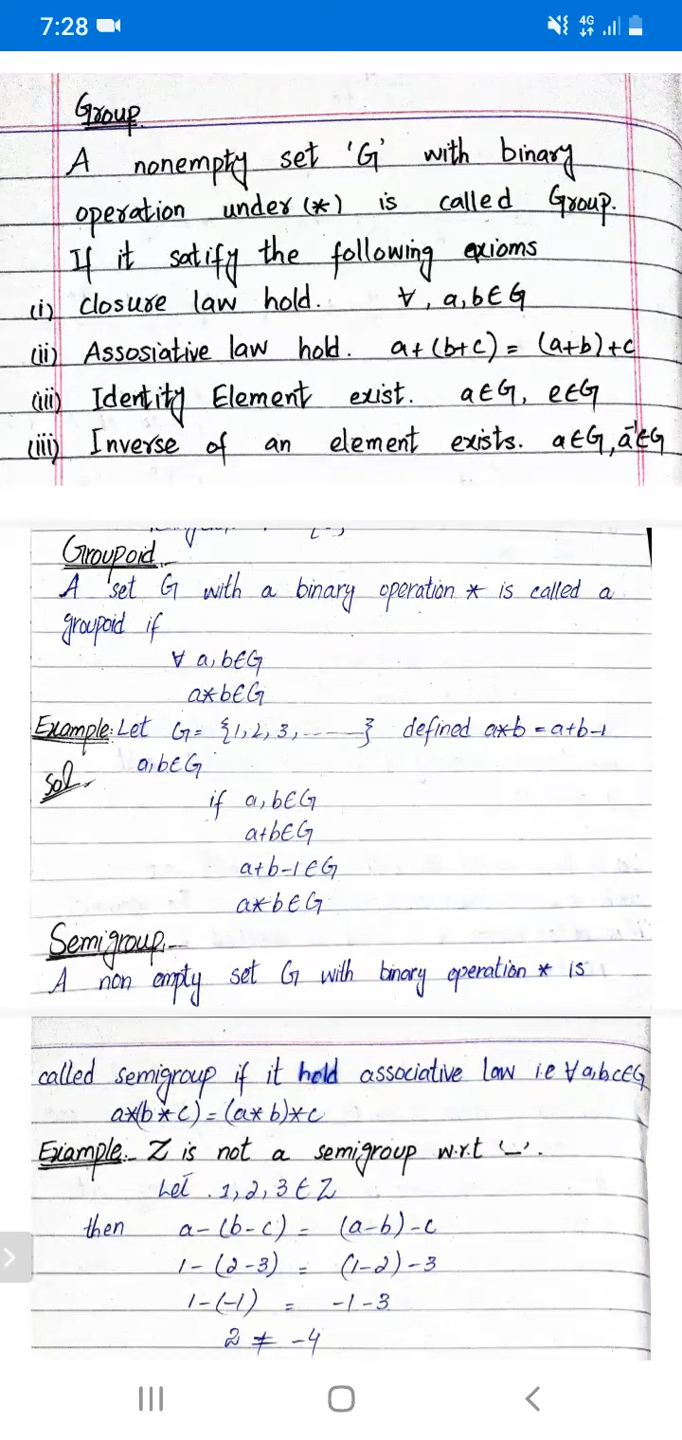 7:28
4G
Group
A nonempty set 'G' with binary
operation under (*) is called Group.
If it satify the following axioms
(i) closure law hold. ∀, a,b∈G
(ii) Assosiative law hold. a+(b+c) = (a+b)+c
(iii) Identity Element exist. a∈G, e∈G
(iii) Inverse of an element exists. a∈G, a⁻¹∈G
Groupoid
A set G with a binary operation * is called a
groupoid if
∀ a,b∈G
a*b∈G
Example: Let G = {1,2,3,------} defined a*b = a+b-1
Sol. a,b∈G
if a,b∈G
a+b∈G
a+b-1∈G
a*b∈G
Semigroup.-
A non empty set G with binary operation * is
called semigroup if it hold associative law i.e ∀a,bc∈G
a*(b*c) = (a*b)*c
Example.- Z is not a semigroup w.r.t '-'.
Let 1,2,3∈Z
then a-(b-c) = (a-b)-c
1-(2-3) = (1-2)-3
1-(-1) = -1-3
2 ≠ -4